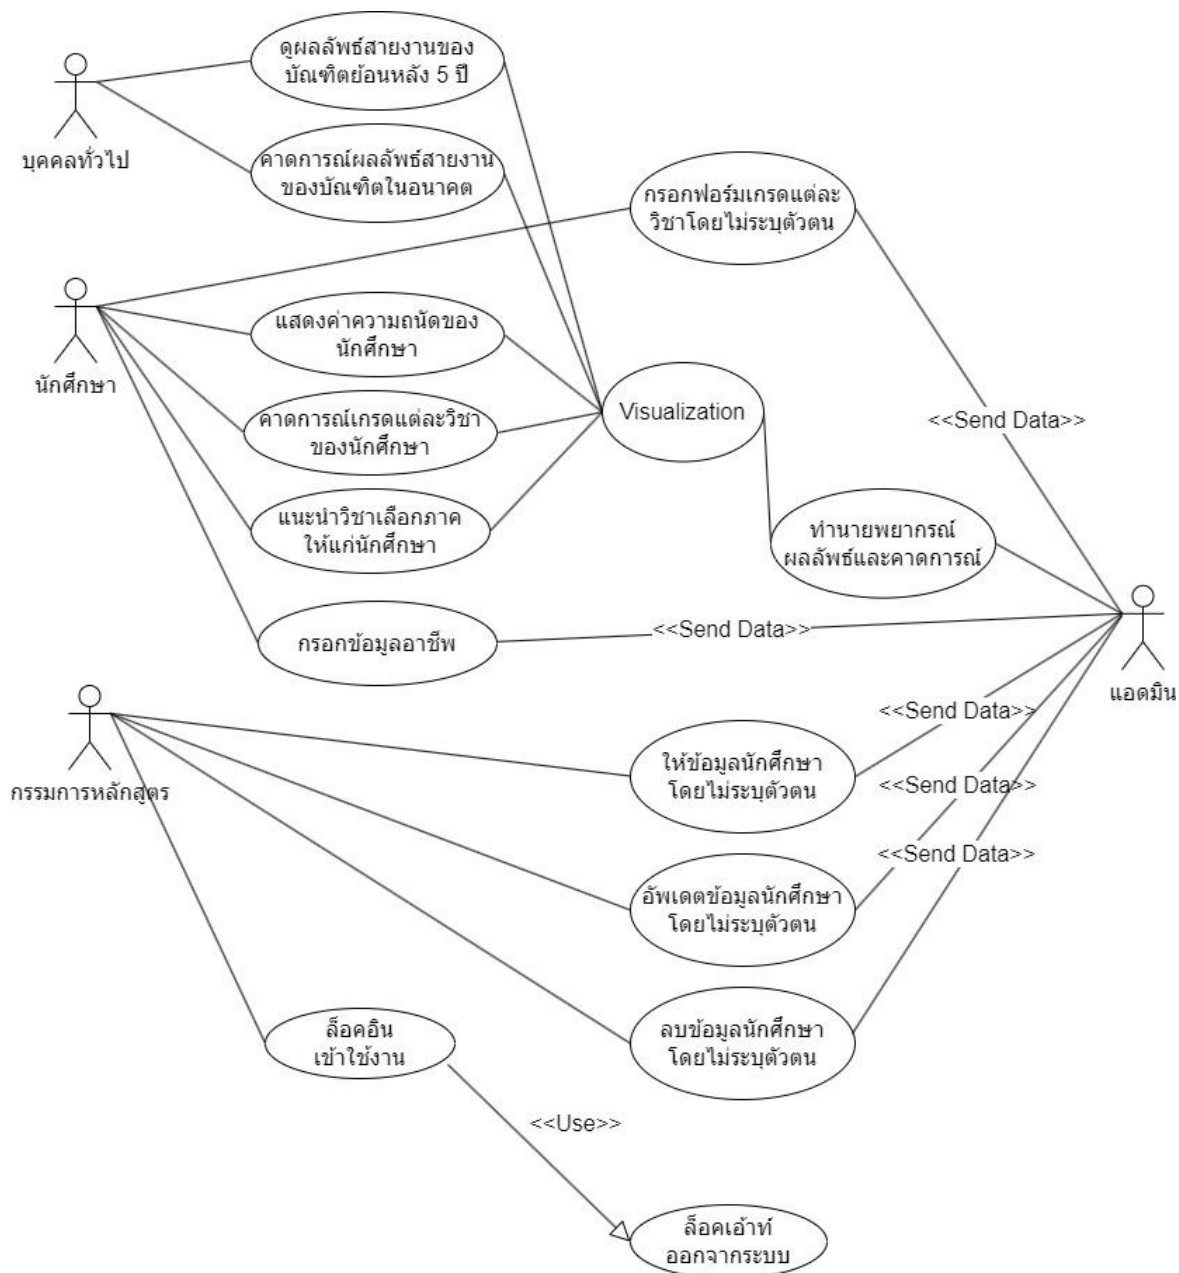 ดูผลลัพธ์สายงานของ
บัณฑิตย้อนหลัง 5 ปี
บุคคลทั่วไป
คาดการณ์ผลลัพธ์สายงาน
ของบัณฑิตในอนาคต
กรอกฟอร์มเกรดแต่ละ
วิชาโดยไม่ระบุตัวตน
นักศึกษา
แสดงค่าความถนัดของ
นักศึกษา
คาดการณ์เกรดแต่ละวิชา
ของนักศึกษา
Visualization
<<Send Data>>
แนะนำวิชาเลือกภาค
ให้แก่นักศึกษา
ทำนายพยากรณ์
ผลลัพธ์และคาดการณ์
กรอกข้อมูลอาชีพ
<<Send Data>>
แอดมิน
กรรมการหลักสูตร
<<Send Data>>
ให้ข้อมูลนักศึกษา
โดยไม่ระบุตัวตน
<<Send Data>>
<<Send Data>>
อัพเดตข้อมูลนักศึกษา
โดยไม่ระบุตัวตน
ล็อคอิน
เข้าใช้งาน
ลบข้อมูลนักศึกษา
โดยไม่ระบุตัวตน
<<Use>>
ล็อคเอ้าท์
ออกจากระบบ